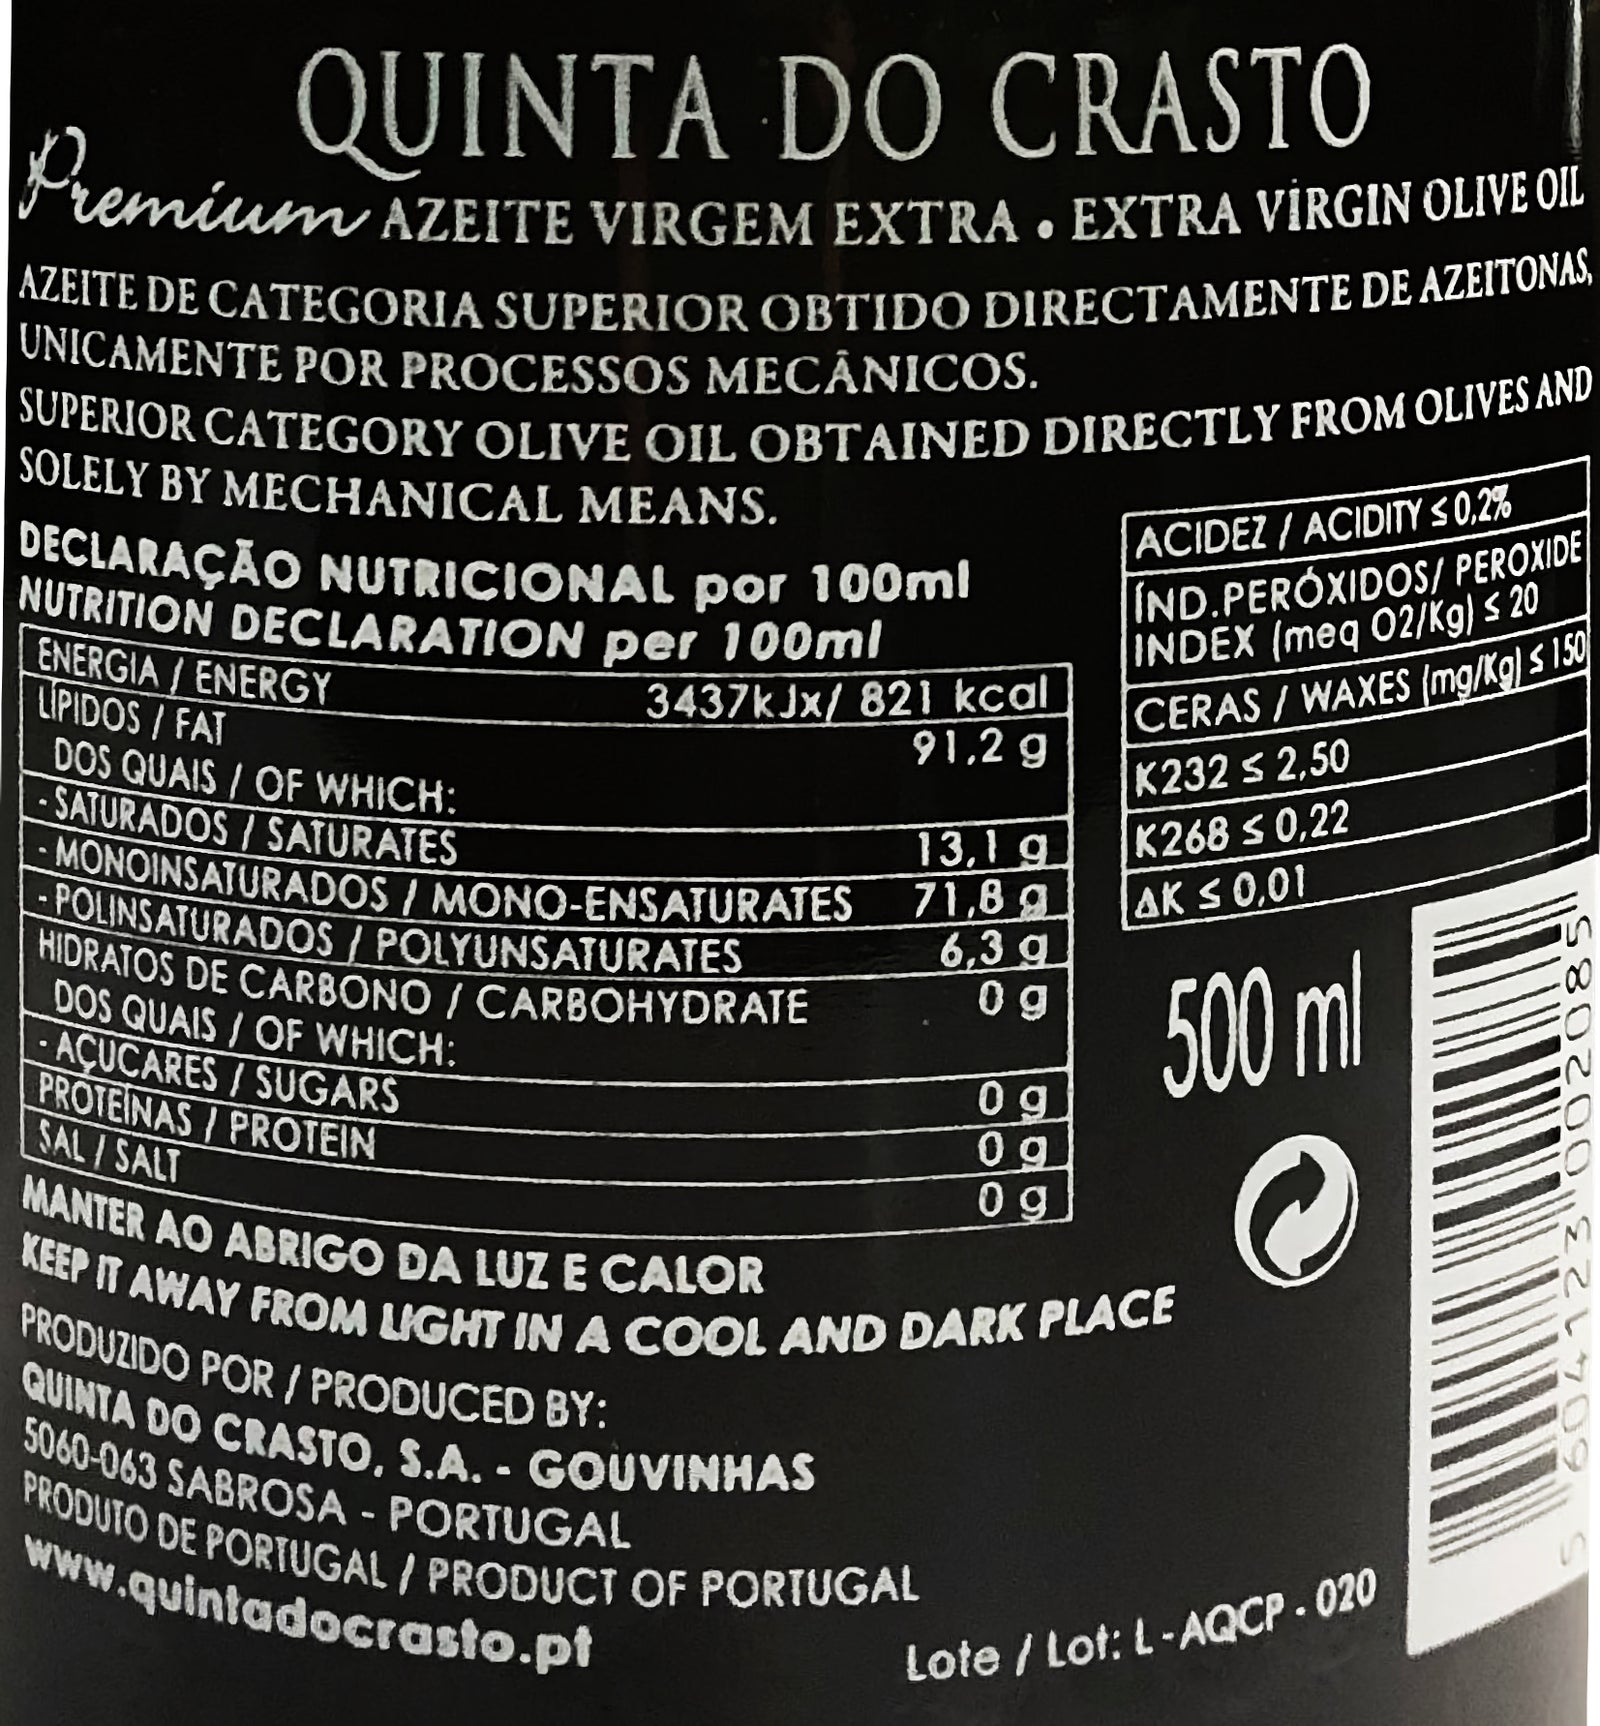 QUINTA DO CRASTO
Premium AZEITE VIRGEM EXTRA • EXTRA VİRGIN OLIVE OIL
AZEITE DE CATEGORIA SUPERIOR OBTIDO DIRECTAMENTE DE AZEITONAS,
UNICAMENTE POR PROCESSOS MECÂNICOS.
SUPERIOR CATEGORY OLIVE OIL OBTAINED DIRECTLY FROM OLIVES AND
SOLELY BY MECHANICAL MEANS.
DECLARAÇÃO NUTRICIONAL por 100ml
NUTRITION DECLARATION per 100ml
ENERGIA / ENERGY 3437kJx/ 821 kcal
LÍPIDOS / FAT 91,2 g
DOS QUAIS / OF WHICH:
- SATURADOS / SATURATES 13,1 g
- MONOINSATURADOS / MONO-ENSATURATES 71,8 g
- POLINSATURADOS / POLYUNSATURATES 6,3 g
HIDRATOS DE CARBONO / CARBOHYDRATE 0 g
DOS QUAIS / OF WHICH:
- AÇUCARES / SUGARS 0 g
PROTEÍNAS / PROTEIN 0 g
SAL / SALT 0 g
ACIDEZ / ACIDITY ≤ 0,2%
ÍND.PERÓXIDOS/ PEROXIDE
INDEX (meq O2/Kg) ≤ 20
CERAS / WAXES (mg/Kg) ≤ 150
K232 ≤ 2,50
K268 ≤ 0,22
ΔK ≤ 0,01
500 ml
MANTER AO ABRIGO DA LUZ E CALOR
KEEP IT AWAY FROM LIGHT IN A COOL AND DARK PLACE
PRODUZIDO POR / PRODUCED BY:
QUINTA DO CRASTO, S.A. - GOUVINHAS
5060-063 SABROSA - PORTUGAL
PRODUTO DE PORTUGAL / PRODUCT OF PORTUGAL
www.quintadocrasto.pt
Lote / Lot: L-AQCP - 020
5 604123 002085